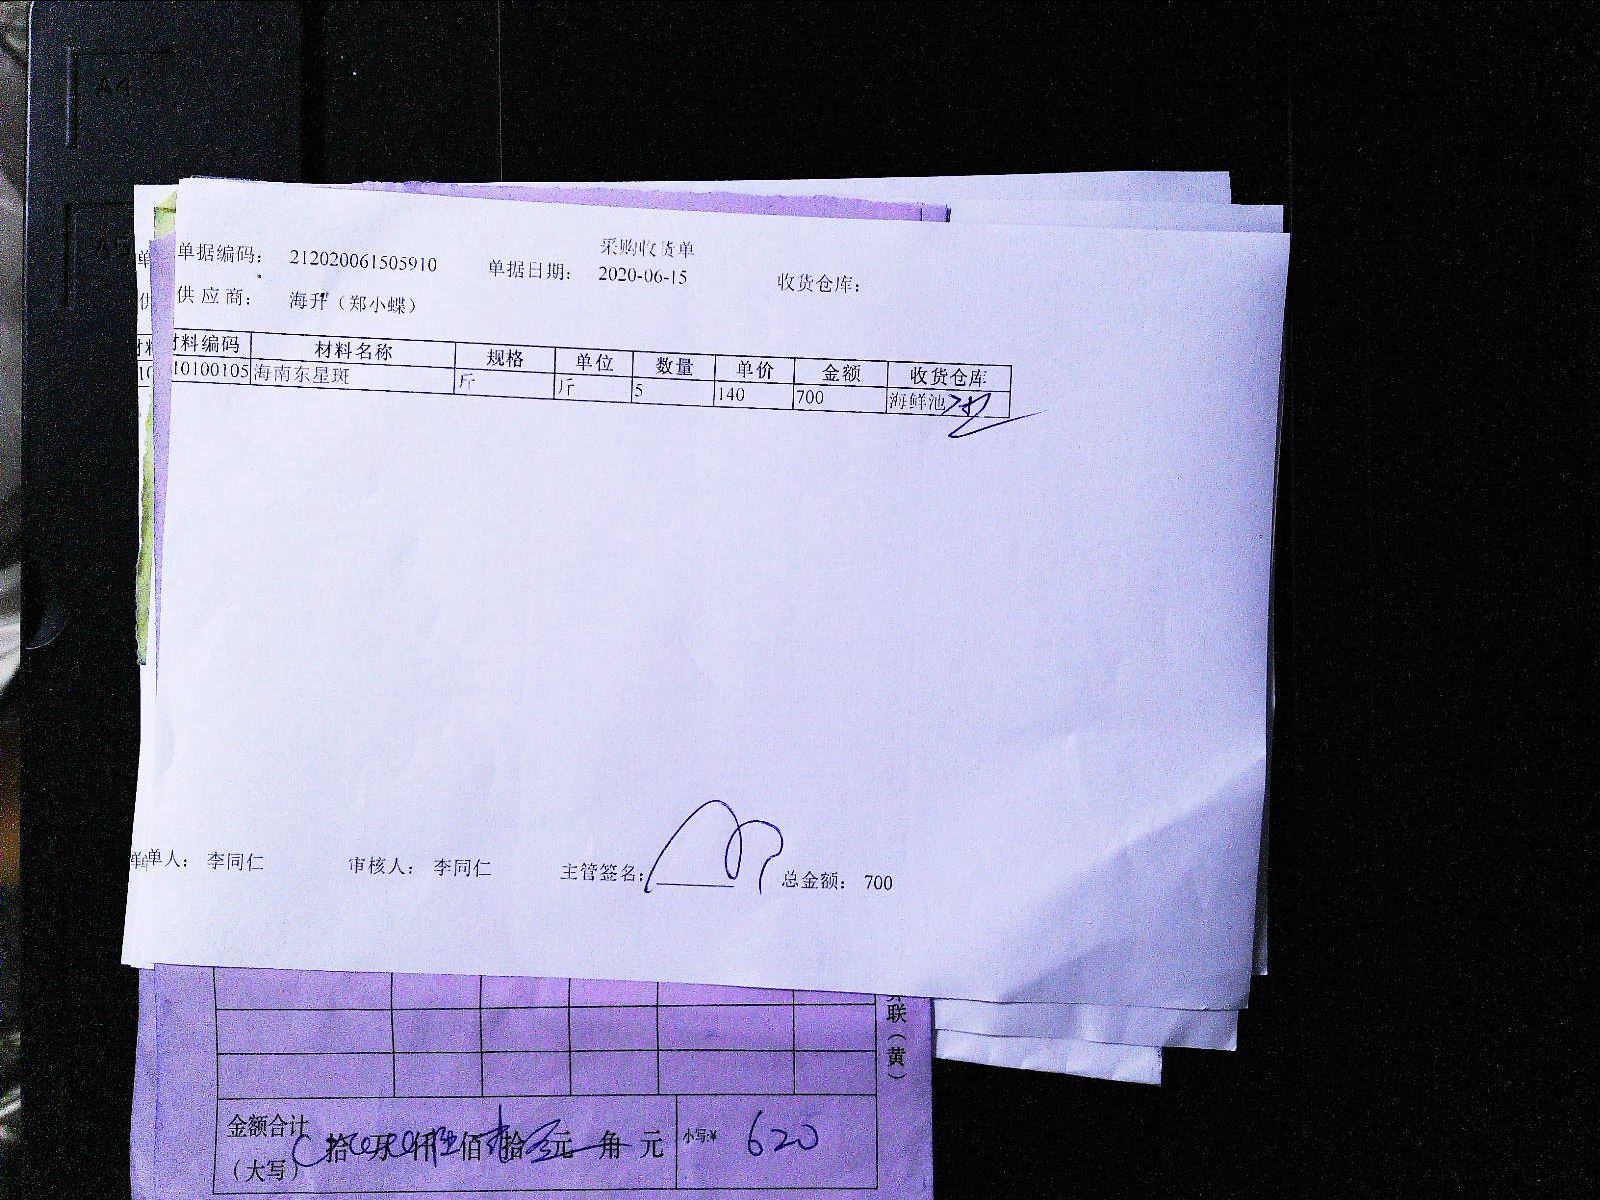 A4
A5
采购收货单
单据编码： 212020061505910 单据日期： 2020-06-15 收货仓库：
供应商： 海升（郑小蝶）
材料编码 材料名称 规格 单位 数量 单价 金额 收货仓库
10100105 海南东星斑 斤 斤 5 140 700 海鲜池
单人： 李同仁 审核人： 李同仁 主管签名： 总金额： 700
联（黄）
金额合计
（大写） 拾 万 仟 佰 拾 元 角 元 小写:¥ 620